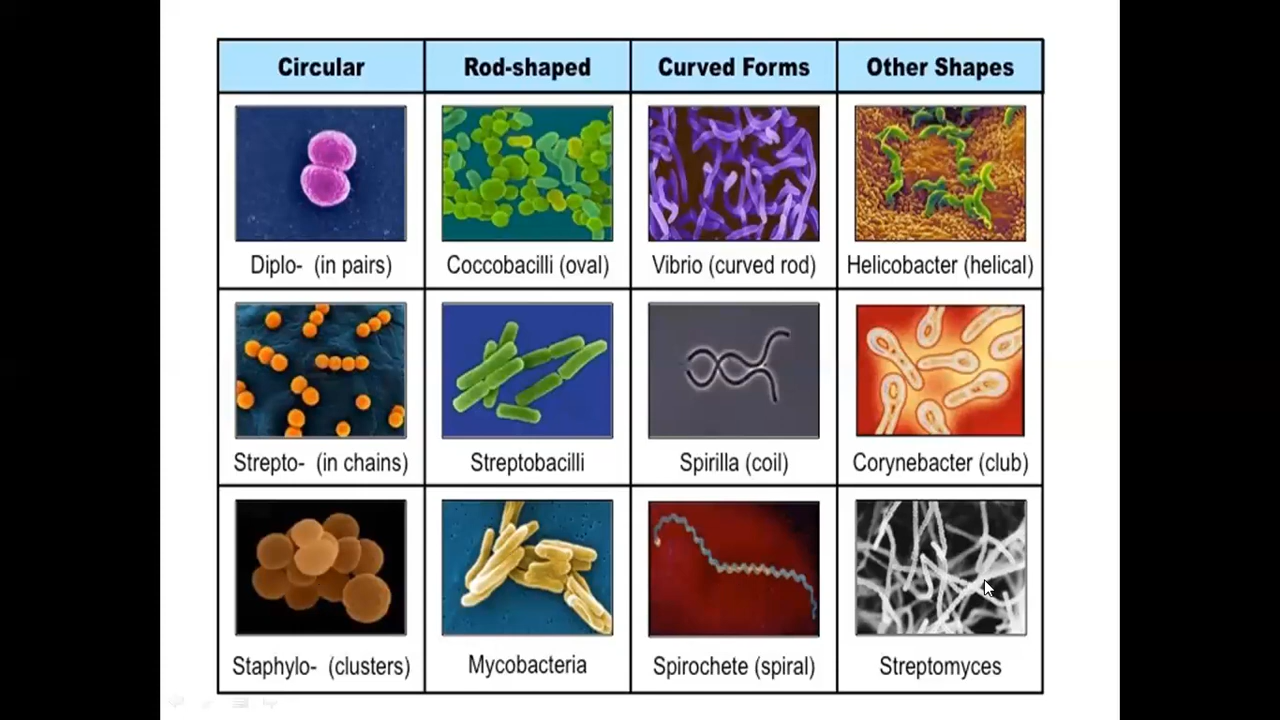 Circular Rod-shaped Curved Forms Other Shapes
Diplo- (in pairs) Coccobacilli (oval) Vibrio (curved rod) Helicobacter (helical)
Strepto- (in chains) Streptobacilli Spirilla (coil) Corynebacter (club)
Staphylo- (clusters) Mycobacteria Spirochete (spiral) Streptomyces